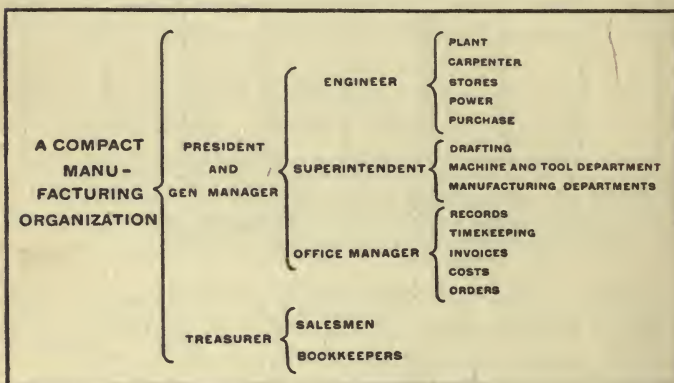 A COMPACT
MANU-
FACTURING
ORGANIZATION
PRESIDENT
AND
GEN MANAGER
ENGINEER
PLANT
CARPENTER
STORES
POWER
PURCHASE
SUPERINTENDENT
DRAFTING
MACHINE AND TOOL DEPARTMENT
MANUFACTURING DEPARTMENTS
OFFICE MANAGER
RECORDS
TIMEKEEPING
INVOICES
COSTS
ORDERS
TREASURER
SALESMEN
BOOKKEEPERS